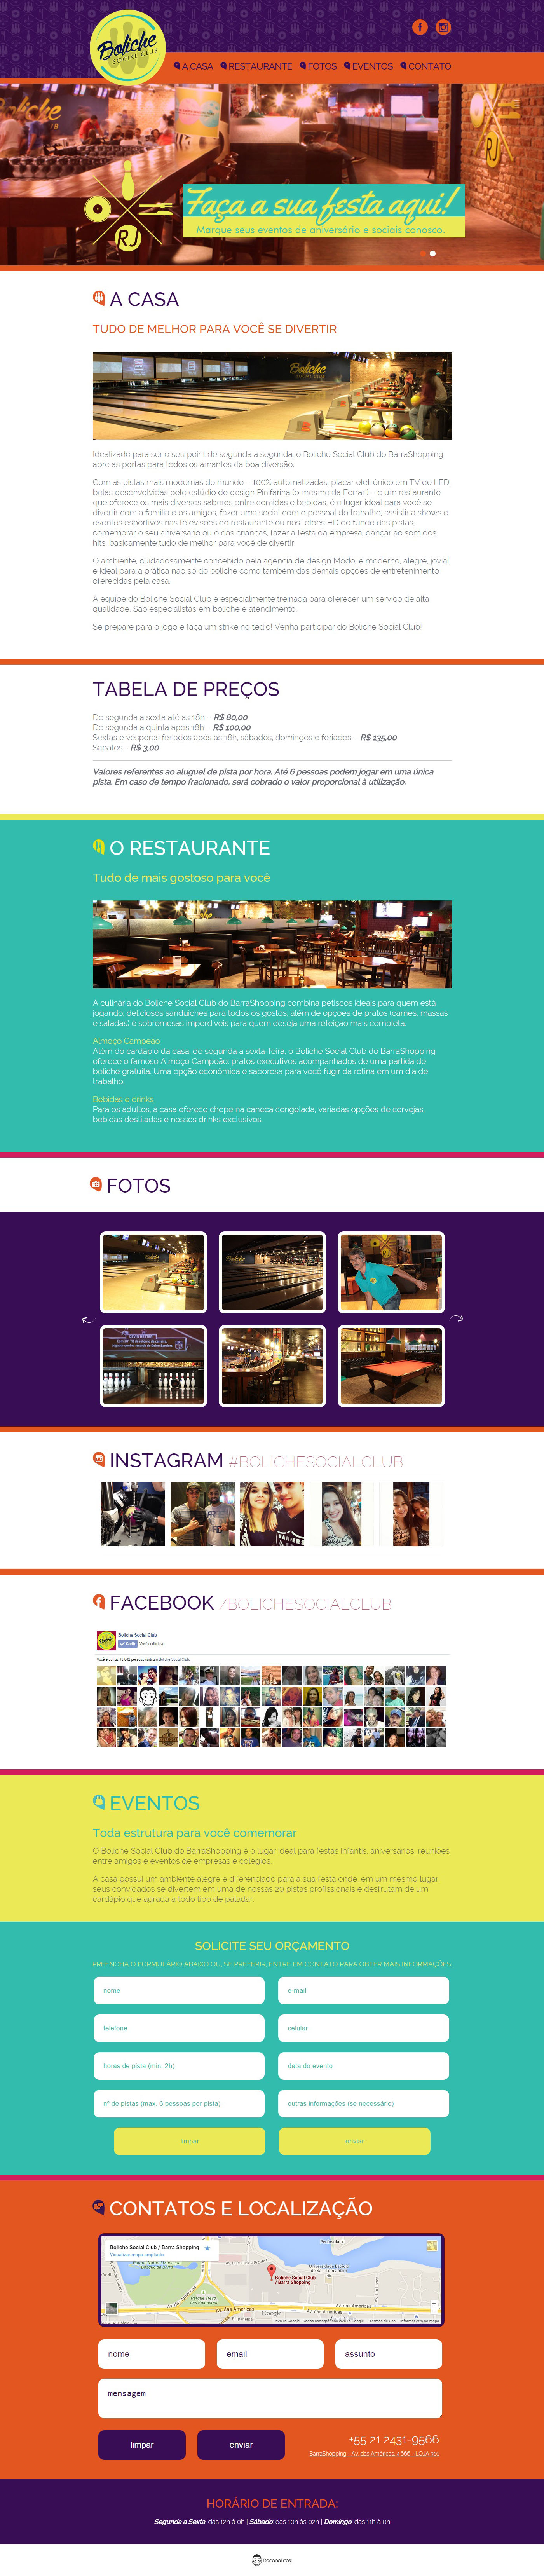 Boliche
SOCIAL CLUB
A CASA
RESTAURANTE
FOTOS
EVENTOS
CONTATO
Faça a sua festa aqui!
Marque seus eventos de aniversário e sociais conosco.
RJ
A CASA
TUDO DE MELHOR PARA VOCÊ SE DIVERTIR
Idealizado para ser o seu point de segunda a segunda, o Boliche Social Club do BarraShopping
abre as portas para todos os amantes da boa diversão.
Com as pistas mais modernas do mundo – 100% automatizadas, placar eletrônico em TV de LED,
bolas desenvolvidas pelo estúdio de design Pinifarina (o mesmo da Ferrari) – e um restaurante
que oferece os mais diversos sabores entre comidas e bebidas, é o lugar ideal para você se
divertir com a família e os amigos, fazer uma social com o pessoal do trabalho, assistir a shows e
eventos esportivos nas televisões do restaurante ou nos telões HD do fundo das pistas,
comemorar o seu aniversário ou o das crianças, fazer a festa da empresa, dançar ao som dos
hits, basicamente tudo de melhor para você de divertir.
O ambiente, cuidadosamente concebido pela agência de design Modo, é moderno, alegre, jovial
e ideal para a prática não só do boliche como também das demais opções de entretenimento
oferecidas pela casa.
A equipe do Boliche Social Club é especialmente treinada para oferecer um serviço de alta
qualidade. São especialistas em boliche e atendimento.
Se prepare para o jogo e faça um strike no tédio! Venha participar do Boliche Social Club!
TABELA DE PREÇOS
De segunda a sexta até as 18h – R$ 80,00
De segunda a quinta após 18h – R$ 100,00
Sextas e vésperas feriados após as 18h, sábados, domingos e feriados – R$ 135,00
Sapatos - R$ 3,00
Valores referentes ao aluguel de pista por hora. Até 6 pessoas podem jogar em uma única
pista. Em caso de tempo fracionado, será cobrado o valor proporcional à utilização.
O RESTAURANTE
Tudo de mais gostoso para você
A culinária do Boliche Social Club do BarraShopping combina petiscos ideais para quem está
jogando, deliciosos sanduíches para todos os gostos, além de opções de pratos (carnes, massas
e saladas) e sobremesas imperdíveis para quem deseja uma refeição mais completa.
Almoço Campeão
Além do cardápio da casa, de segunda a sexta-feira, o Boliche Social Club do BarraShopping
oferece o famoso Almoço Campeão: pratos executivos acompanhados de uma partida de
boliche gratuita. Uma opção econômica e saborosa para você fugir da rotina em um dia de
trabalho.
Bebidas e drinks
Para os adultos, a casa oferece chope na caneca congelada, variadas opções de cervejas,
bebidas destiladas e nossos drinks exclusivos.
FOTOS
INSTAGRAM #BOLICHESOCIALCLUB
FACEBOOK /BOLICHESOCIALCLUB
Boliche Social Club
EVENTOS
Toda estrutura para você comemorar
O Boliche Social Club do BarraShopping é o lugar ideal para festas infantis, aniversários, reuniões
entre amigos e eventos de empresas e colégios.
A casa possui um ambiente alegre e diferenciado para a sua festa onde, em um mesmo lugar,
seus convidados se divertem em uma de nossas 20 pistas profissionais e desfrutam de um
cardápio que agrada a todo tipo de paladar.
SOLICITE SEU ORÇAMENTO
PREENCHA O FORMULÁRIO ABAIXO OU, SE PREFERIR, ENTRE EM CONTATO PARA OBTER MAIS INFORMAÇÕES.
nome
e-mail
telefone
celular
horas de pista (min. 2h)
data do evento
nº de pistas (max. 6 pessoas por pista)
outras informações (se necessário)
limpar
enviar
CONTATOS E LOCALIZAÇÃO
Boliche Social Club / Barra Shopping
Visualizar mapa ampliado
Boliche Social Club
/ Barra Shopping
Parque Trevo
das Palmeiras
Av. das Américas
Google
Termos de Uso
nome
email
assunto
mensagem
limpar
enviar
+55 21 2431-9566
BarraShopping - Av. das Américas, 4.666 - LOJA 301
HORÁRIO DE ENTRADA:
Segunda a Sexta: das 12h à 0h | Sábado: das 10h às 02h | Domingo: das 11h à 0h
BananaBrasil